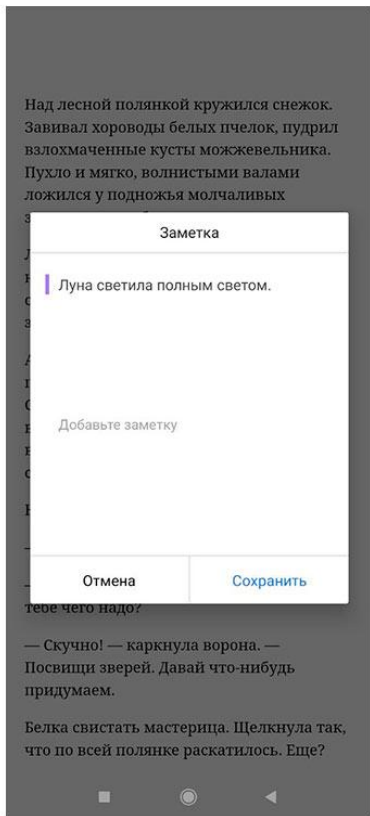 Над лесной полянкой кружился снежок.
Завивал хороводы белых пчелок, пудрил
взлохмаченные кусты можжевельника.
Пухло и мягко, волнистыми валами
ложился у подножья молчаливых
Заметка
Луна светила полным светом.
Добавьте заметку
Отмена
Сохранить
тебе чего надо?
— Скучно! — каркнула ворона. —
Посвищи зверей. Давай что-нибудь
придумаем.
Белка свистать мастерица. Щелкнула так,
что по всей полянке раскатилось. Еще?